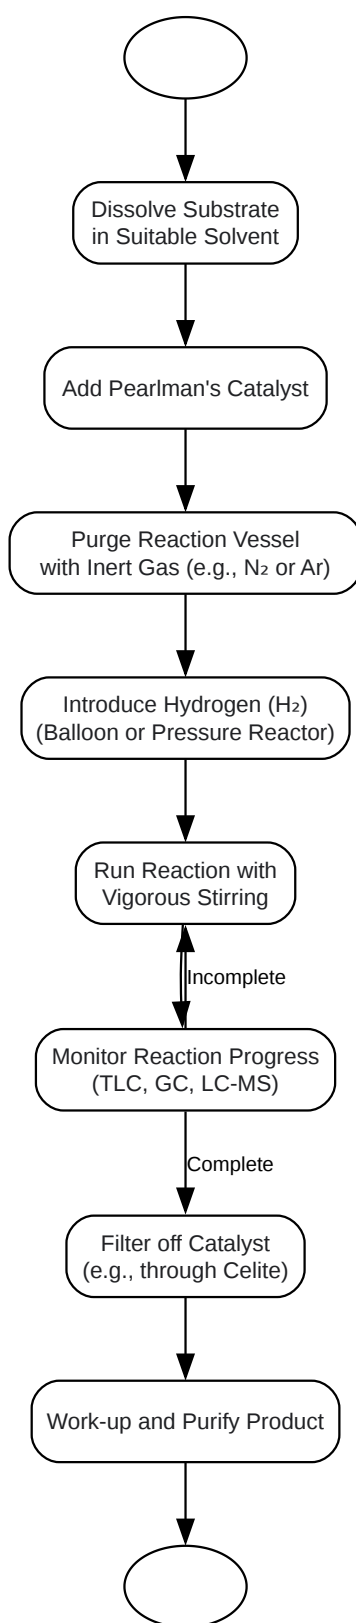 Dissolve Substrate
in Suitable Solvent
Add Pearlman's Catalyst
Purge Reaction Vessel
with Inert Gas (e.g., N₂ or Ar)
Introduce Hydrogen (H₂)
(Balloon or Pressure Reactor)
Run Reaction with
Vigorous Stirring
Incomplete
Monitor Reaction Progress
(TLC, GC, LC-MS)
Complete
Filter off Catalyst
(e.g., through Celite)
Work-up and Purify Product